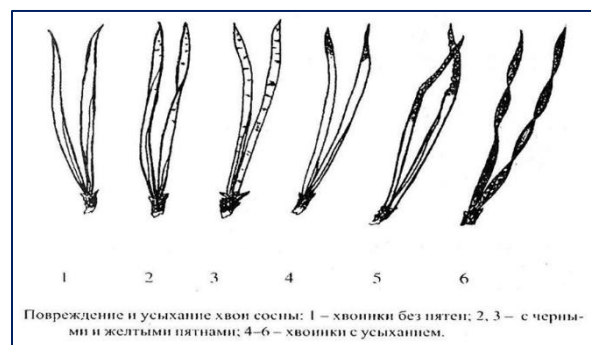 1 2 3 4 5 6
Повреждение и усыхание хвои сосны: 1 – хвоинки без пятен; 2, 3 – с черны-
ми и желтыми пятнами; 4–6 – хвоинки с усыханием.